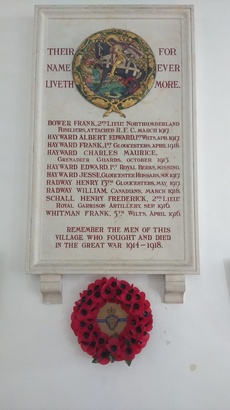 THEIR FOR
NAME EVER
LIVETH MORE.
BOWER FRANK, 2ND LIEUT NORTHUMBERLAND
FUSILIERS, ATTACHED R.F.C. MARCH 1917.
HAYWARD ALBERT EDWARD, 1ST WILTS, APRIL 1917.
HAYWARD FRANK, 1ST GLOUCESTERS, APRIL 1918.
HAYWARD CHARLES MAURICE,
GRENADIER GUARDS, OCTOBER 1915.
HAYWARD EDWARD, 1ST ROYAL BERKS, MISSING.
HAYWARD JESSE, GLOUCESTER HUSSARS, MAY 1917.
RADWAY HENRY 13TH GLOUCESTERS, MAY 1917.
RADWAY WILLIAM, CANADIANS, MARCH 1918.
SCHALL HENRY FREDERICK, 2ND LIEUT
ROYAL GARRISON ARTILLERY, SEP. 1916.
WHITMAN FRANK, 5TH WILTS, APRIL 1916.
REMEMBER THE MEN OF THIS
VILLAGE WHO FOUGHT AND DIED
IN THE GREAT WAR 1914-1918.